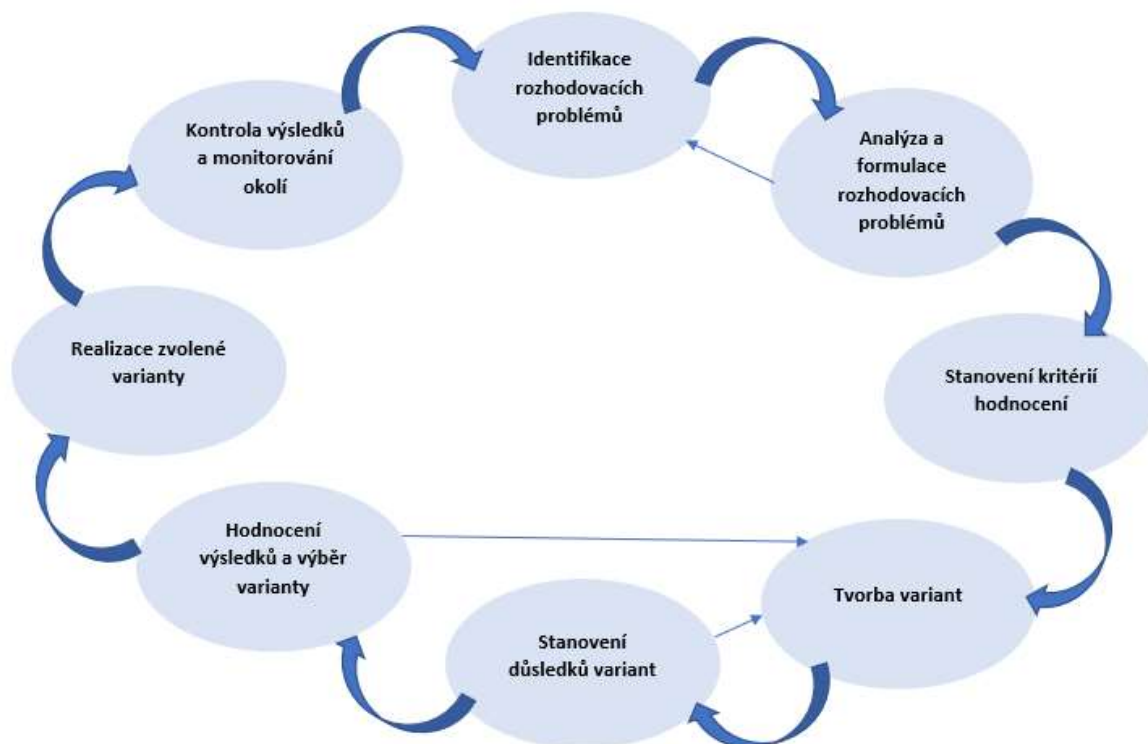 Identifikace
rozhodovacích
problémů
Analýza a
formulace
rozhodovacích
problémů
Stanovení kritérií
hodnocení
Tvorba variant
Stanovení
důsledků variant
Hodnocení
výsledků a výběr
varianty
Realizace zvolené
varianty
Kontrola výsledků
a monitorování
okolí